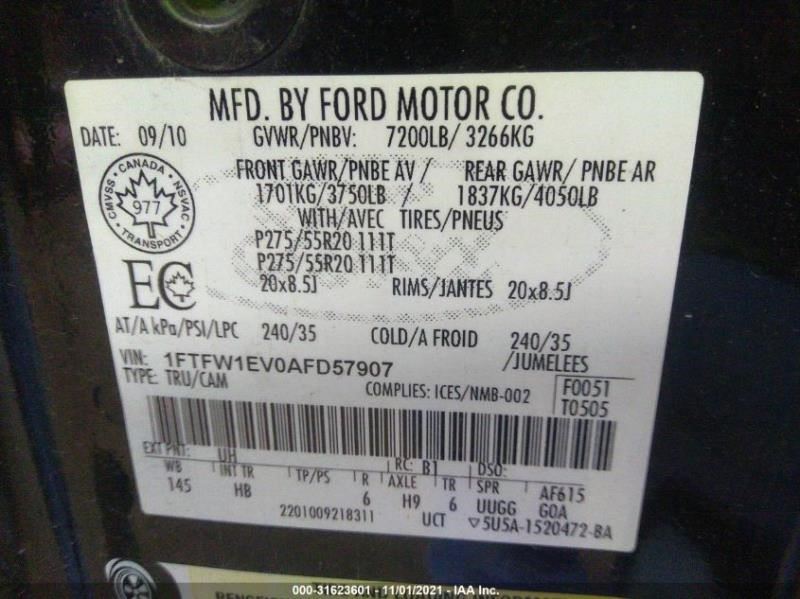 MFD. BY FORD MOTOR CO.
DATE: 09/10 GVWR/PNBV: 7200LB/ 3266KG
FRONT GAWR/PNBE AV / REAR GAWR/ PNBE AR
1701KG/3750LB 1837KG/4050LB
WITH/AVEC TIRES/PNEUS
P275/55R20 111T
P275/55R20 111T
20x8.5J RIMS/JANTES 20x8.5J
CMVSS · CANADA · NSVAC · TRANSPORT
977
EC
AT/A kPa/PSI/LPC 240/35 COLD/A FROID 240/35
/JUMELEES
VIN: 1FTFW1EV0AFD57907
TYPE: TRU/CAM COMPLIES: ICES/NMB-002 F0051
T0505
EXT PNT: UH RC: B1 DSO:
WB INT TR TP/PS R AXLE TR SPR AF615
145 HB 6 H9 6 UUGG GOA
2201009218311 UCT ▽5U5A-1520472-BA
000-31623601 - 11/01/2021 - IAA Inc.